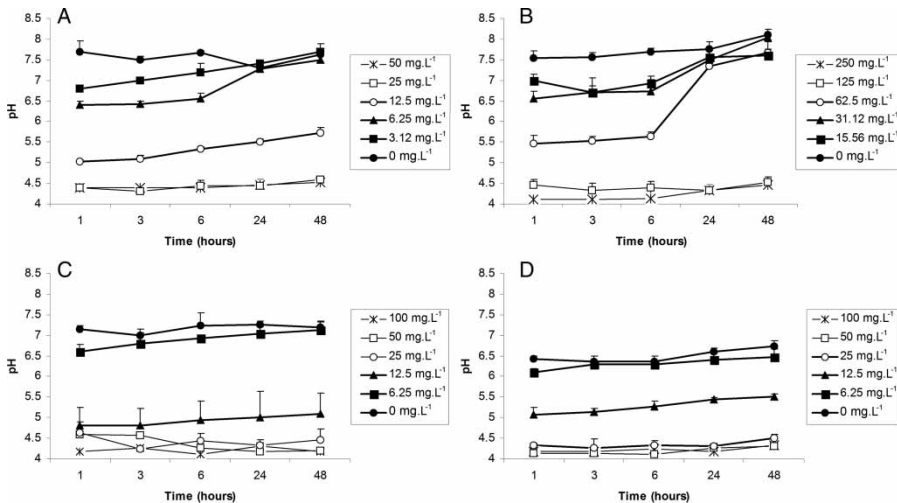 A
8.5
8
7.5
7
6.5
6
5.5
5
4.5
4
pH
1 3 6 24 48
Time (hours)
50 mg.L-1
25 mg.L-1
12.5 mg.L-1
6.25 mg.L-1
3.12 mg.L-1
0 mg.L-1
B
8.5
8
7.5
7
6.5
6
5.5
5
4.5
4
pH
1 3 6 24 48
Time (hours)
250 mg.L-1
125 mg.L-1
62.5 mg.L-1
31.12 mg.L-1
15.56 mg.L-1
0 mg.L-1
C
8.5
8
7.5
7
6.5
6
5.5
5
4.5
4
pH
1 3 6 24 48
Time (hours)
100 mg.L-1
50 mg.L-1
25 mg.L-1
12.5 mg.L-1
6.25 mg.L-1
0 mg.L-1
D
8.5
8
7.5
7
6.5
6
5.5
5
4.5
4
pH
1 3 6 24 48
Time (hours)
100 mg.L-1
50 mg.L-1
25 mg.L-1
12.5 mg.L-1
6.25 mg.L-1
0 mg.L-1